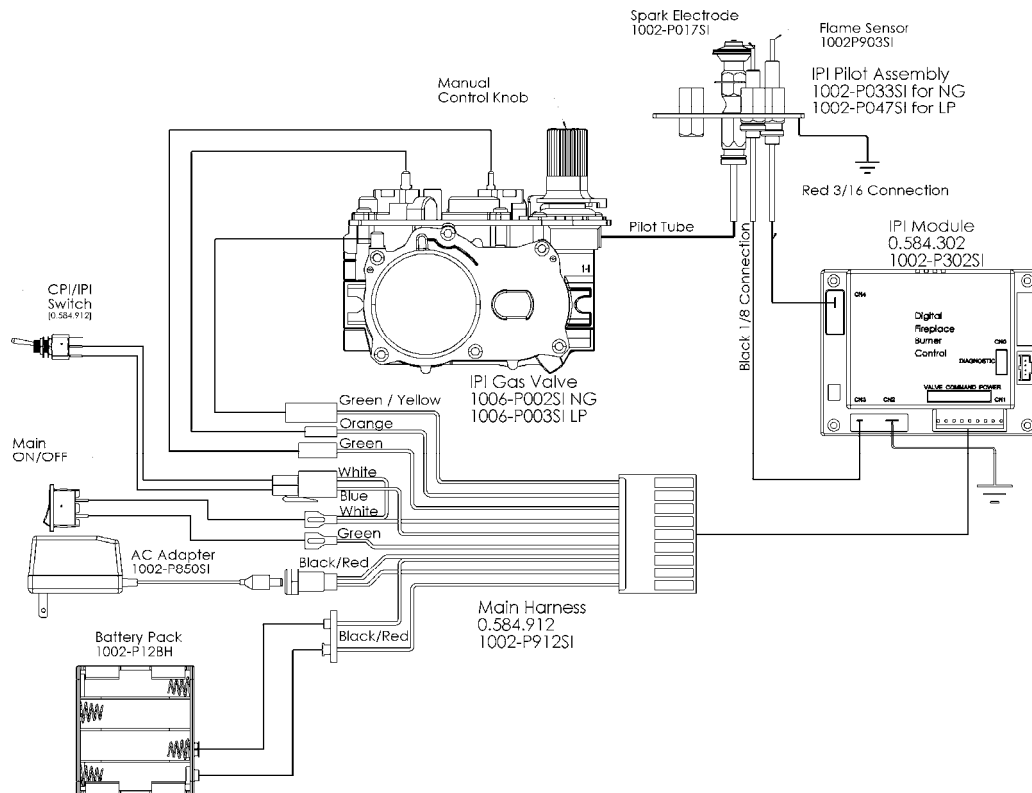 Spark Electrode
1002-P017SI
Flame Sensor
1002P903SI
IPI Pilot Assembly
1002-P033SI for NG
1002-P047SI for LP
Manual
Control Knob
Red 3/16 Connection
Pilot Tube
Black 1/8 Connection
IPI Module
0.584.302
1002-P302SI
CN4
Digital
Fireplace
Burner
Control
CN6
DIAGNOSTIC
VALVE COMMAND POWER
CN3
CN2
CN1
CPI/IPI
Switch
[0.584.912]
IPI Gas Valve
1006-P002SI NG
1006-P003SI LP
Green / Yellow
Orange
Green
Main
ON/OFF
White
Blue
White
Green
AC Adapter
1002-P850SI
Black/Red
Main Harness
0.584.912
1002-P912SI
Battery Pack
1002-P12BH
Black/Red